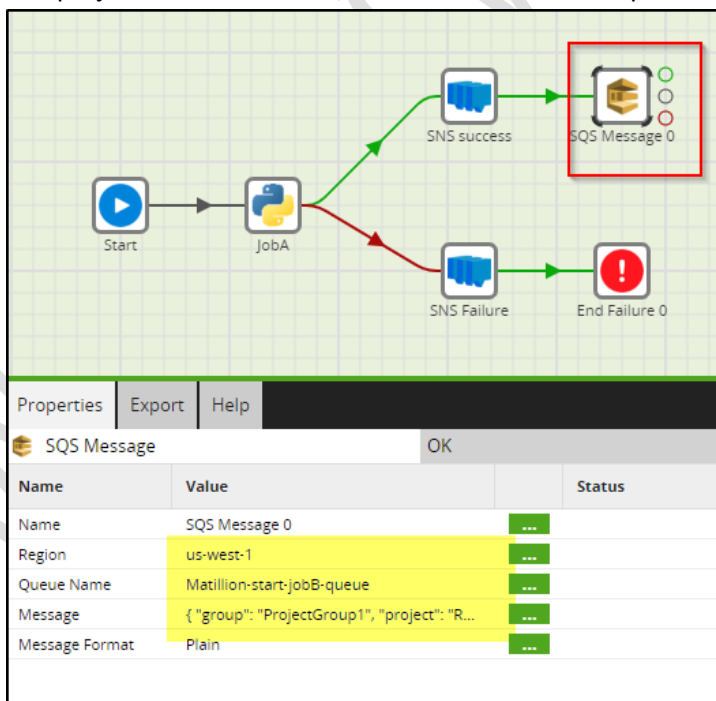 SNS success
SQS Message 0
Start
JobA
SNS Failure
End Failure 0
Properties Export Help
SQS Message OK
Name Value Status
Name SQS Message 0 ...
Region us-west-1 ...
Queue Name Matillion-start-jobB-queue ...
Message { "group": "ProjectGroup1", "project": "R... ...
Message Format Plain ...